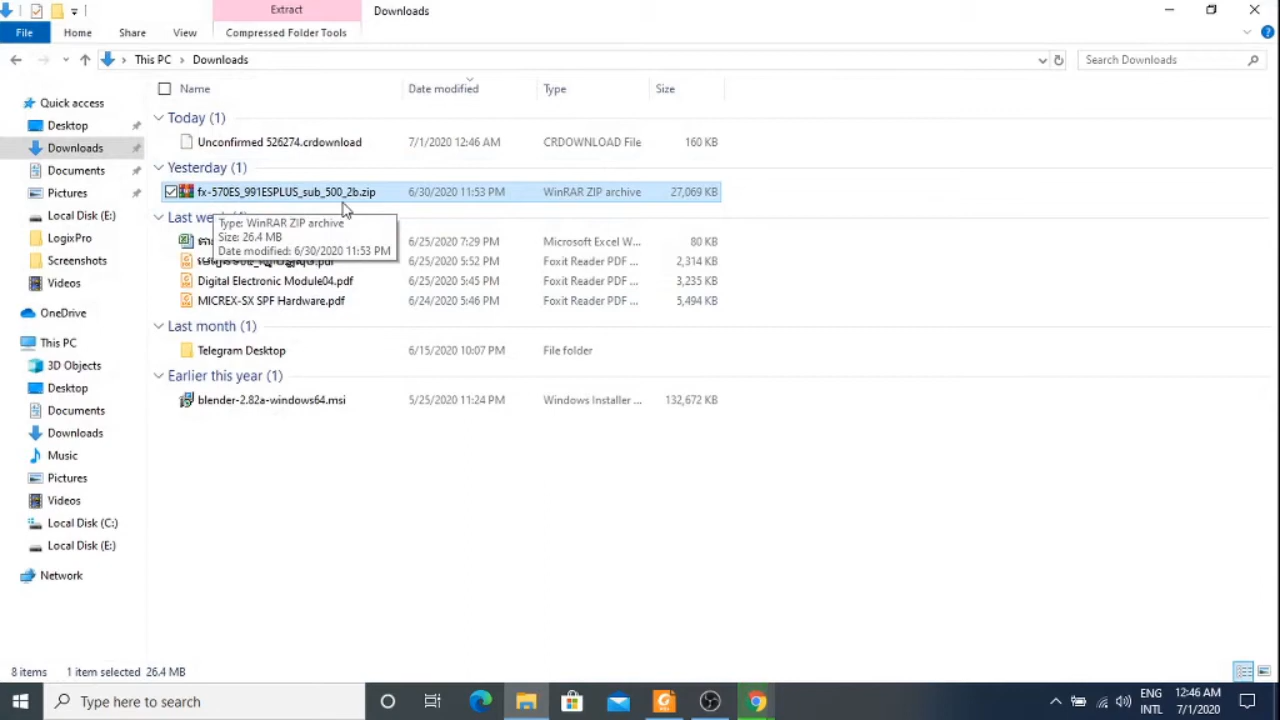 Extract
Downloads
File
Home
Share
View
Compressed Folder Tools
This PC
Downloads
Search Downloads
Name
Date modified
Type
Size
Quick access
Desktop
Downloads
Documents
Pictures
Local Disk (E:)
LogixPro
Screenshots
Videos
OneDrive
This PC
3D Objects
Desktop
Documents
Downloads
Music
Pictures
Videos
Local Disk (C:)
Local Disk (E:)
Network
Today (1)
Unconfirmed 526274.crdownload 7/1/2020 12:46 AM CRDOWNLOAD File 160 KB
Yesterday (1)
fx-570ES_991ESPLUS_sub_500_2b.zip 6/30/2020 11:53 PM WinRAR ZIP archive 27,069 KB
Last
Type: WinRAR ZIP archive
Size: 26.4 MB
Date modified: 6/30/2020 11:53 PM
6/25/2020 7:29 PM Microsoft Excel W... 80 KB
6/25/2020 5:52 PM Foxit Reader PDF ... 2,314 KB
Digital Electronic Module04.pdf 6/25/2020 5:45 PM Foxit Reader PDF ... 3,235 KB
MICREX-SX SPF Hardware.pdf 6/24/2020 5:46 PM Foxit Reader PDF ... 5,494 KB
Last month (1)
Telegram Desktop 6/15/2020 10:07 PM File folder
Earlier this year (1)
blender-2.82a-windows64.msi 5/25/2020 11:24 PM Windows Installer ... 132,672 KB
8 items 1 item selected 26.4 MB
Type here to search
ENG
INTL
12:46 AM
7/1/2020